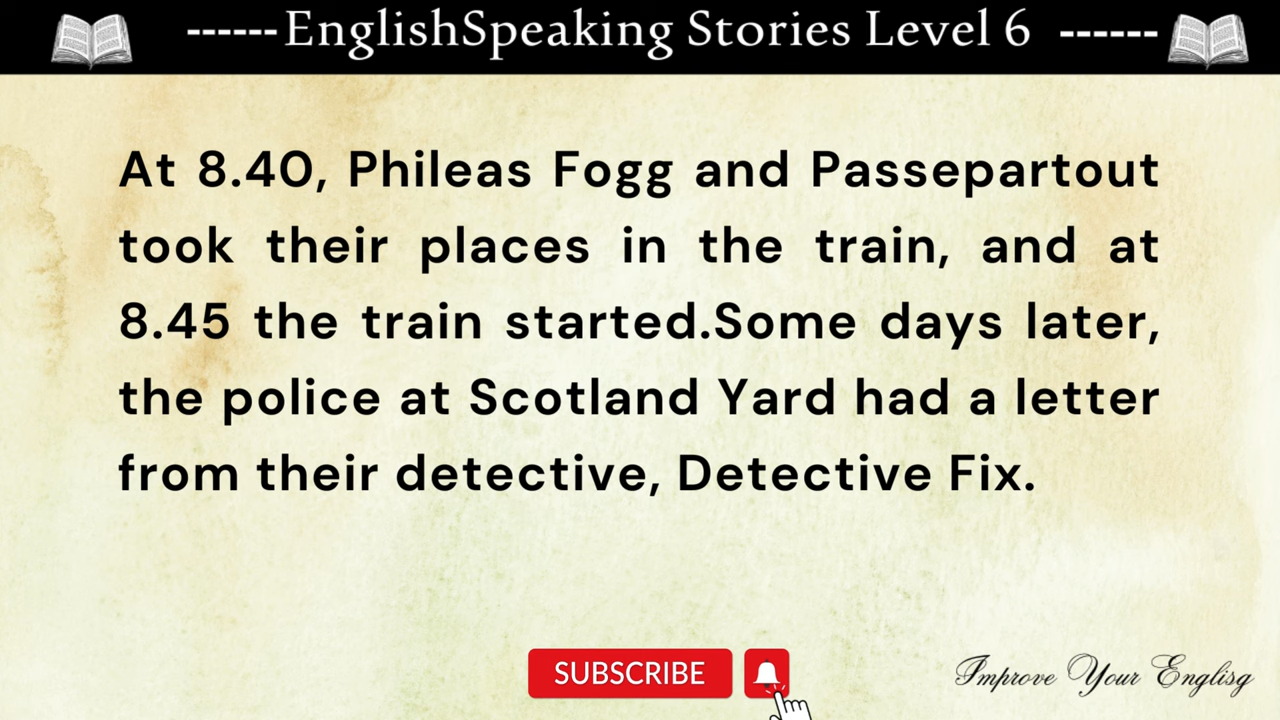 ------EnglishSpeaking Stories Level 6 ------
At 8.40, Phileas Fogg and Passepartout
took their places in the train, and at
8.45 the train started.Some days later,
the police at Scotland Yard had a letter
from their detective, Detective Fix.
SUBSCRIBE
Improve Your Englisg